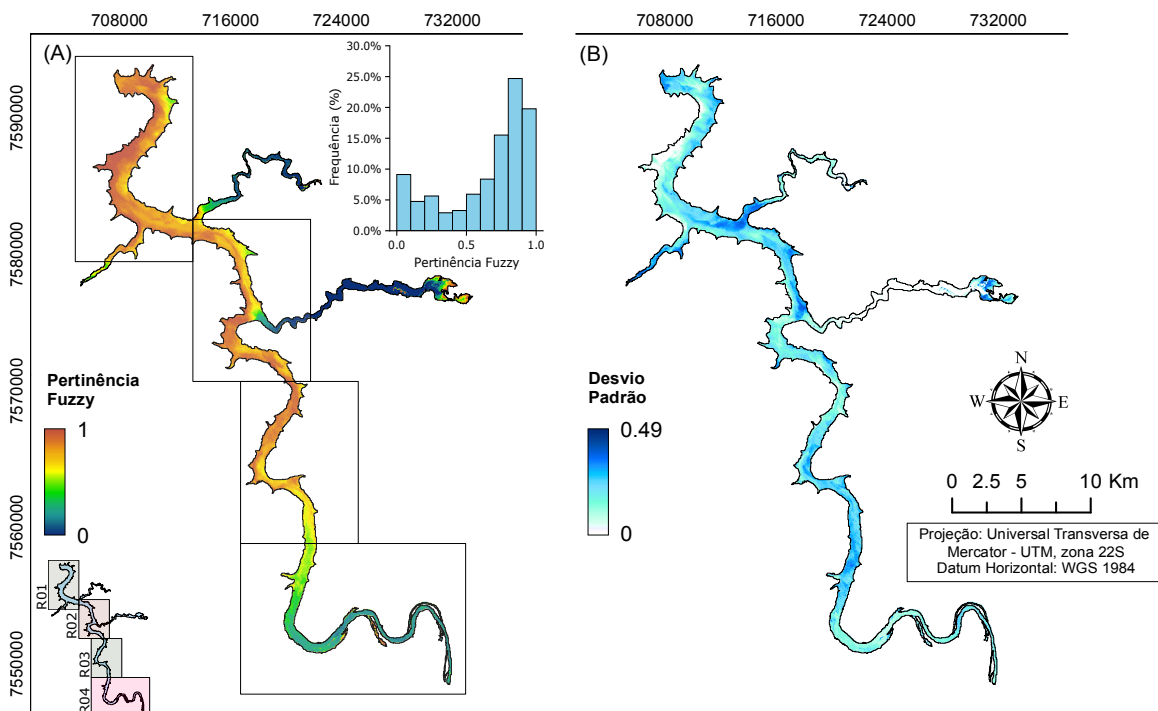 708000 716000 724000 732000
708000 716000 724000 732000
(A)
(B)
7590000
7580000
7570000
7560000
7550000
30.0%
25.0%
20.0%
15.0%
10.0%
5.0%
0.0%
Frequência (%)
0.0 0.5 1.0
Pertinência Fuzzy
Pertinência
Fuzzy
1
0
R01
R02
R03
R04
Desvio
Padrão
0.49
0
N
W E
S
0 2.5 5 10 Km
Projeção: Universal Transversa de
Mercator - UTM, zona 22S
Datum Horizontal: WGS 1984